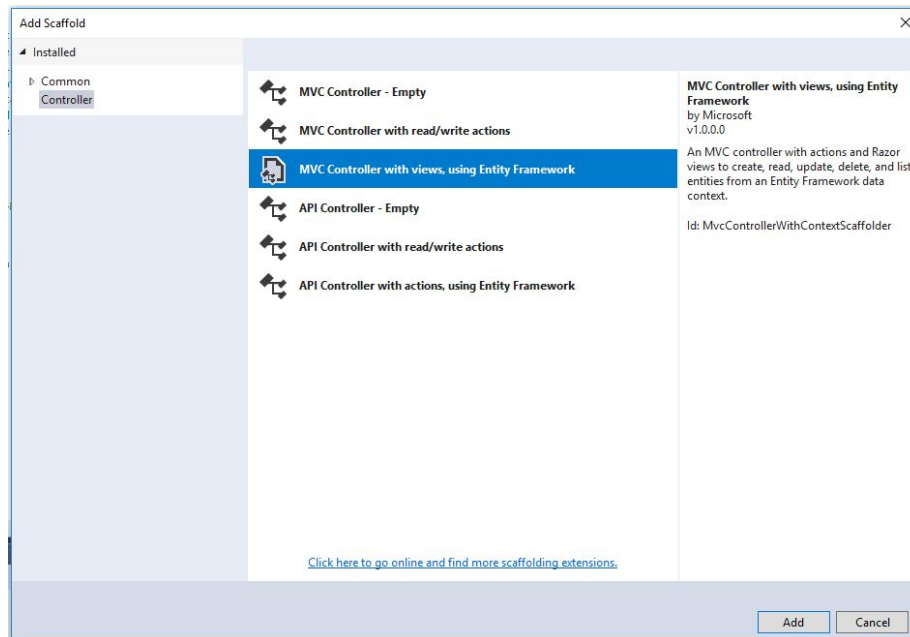 Add Scaffold
Installed
Common
Controller
MVC Controller - Empty
MVC Controller with read/write actions
MVC Controller with views, using Entity Framework
API Controller - Empty
API Controller with read/write actions
API Controller with actions, using Entity Framework
Click here to go online and find more scaffolding extensions.
MVC Controller with views, using Entity
Framework
by Microsoft
v1.0.0.0
An MVC controller with actions and Razor
views to create, read, update, delete, and list
entities from an Entity Framework data
context.
Id: MvcControllerWithContextScaffolder
Add
Cancel